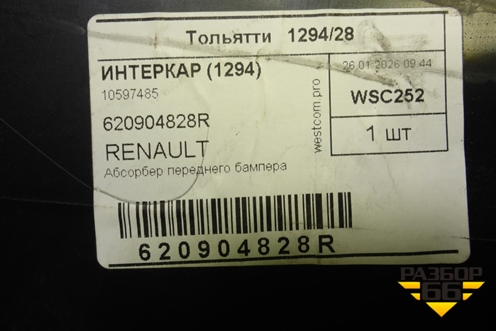 Тольятти 1294/28
ИНТЕРКАР (1294)
10597485
620904828R
RENAULT
Абсорбер переднего бампера
westcom.pro
26.01.2026 09:44
WSC252
1 шт
620904828R
РАЗБОР
66